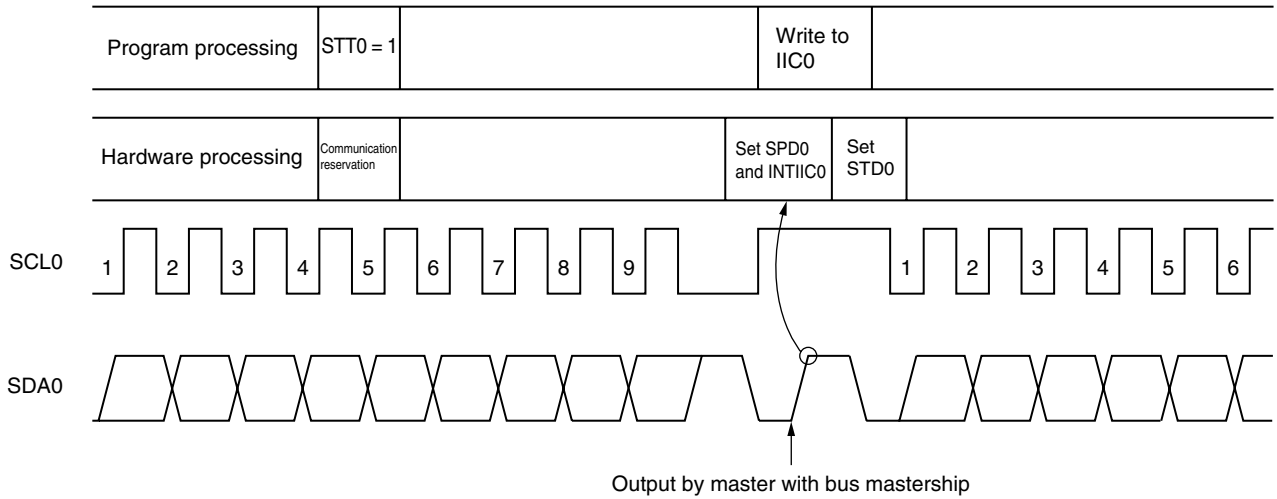 Program processing
STT0 = 1
Write to
IIC0
Hardware processing
Communication
reservation
Set SPD0
and INTIIC0
Set
STD0
SCL0
1 2 3 4 5 6 7 8 9 1 2 3 4 5 6
SDA0
Output by master with bus mastership